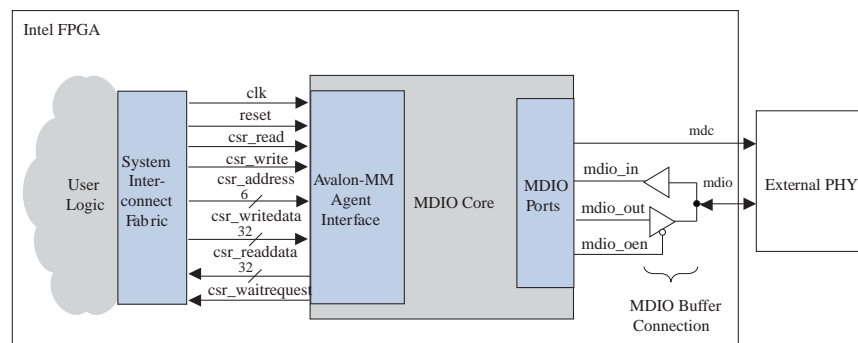 Intel FPGA
User
Logic
System
Inter-
connect
Fabric
clk
reset
csr_read
csr_write
csr_address
6
csr_writedata
32
csr_readdata
32
csr_waitrequest
Avalon-MM
Agent
Interface
MDIO Core
MDIO
Ports
mdc
mdio_in
mdio
mdio_out
mdio_oen
External PHY
MDIO Buffer
Connection